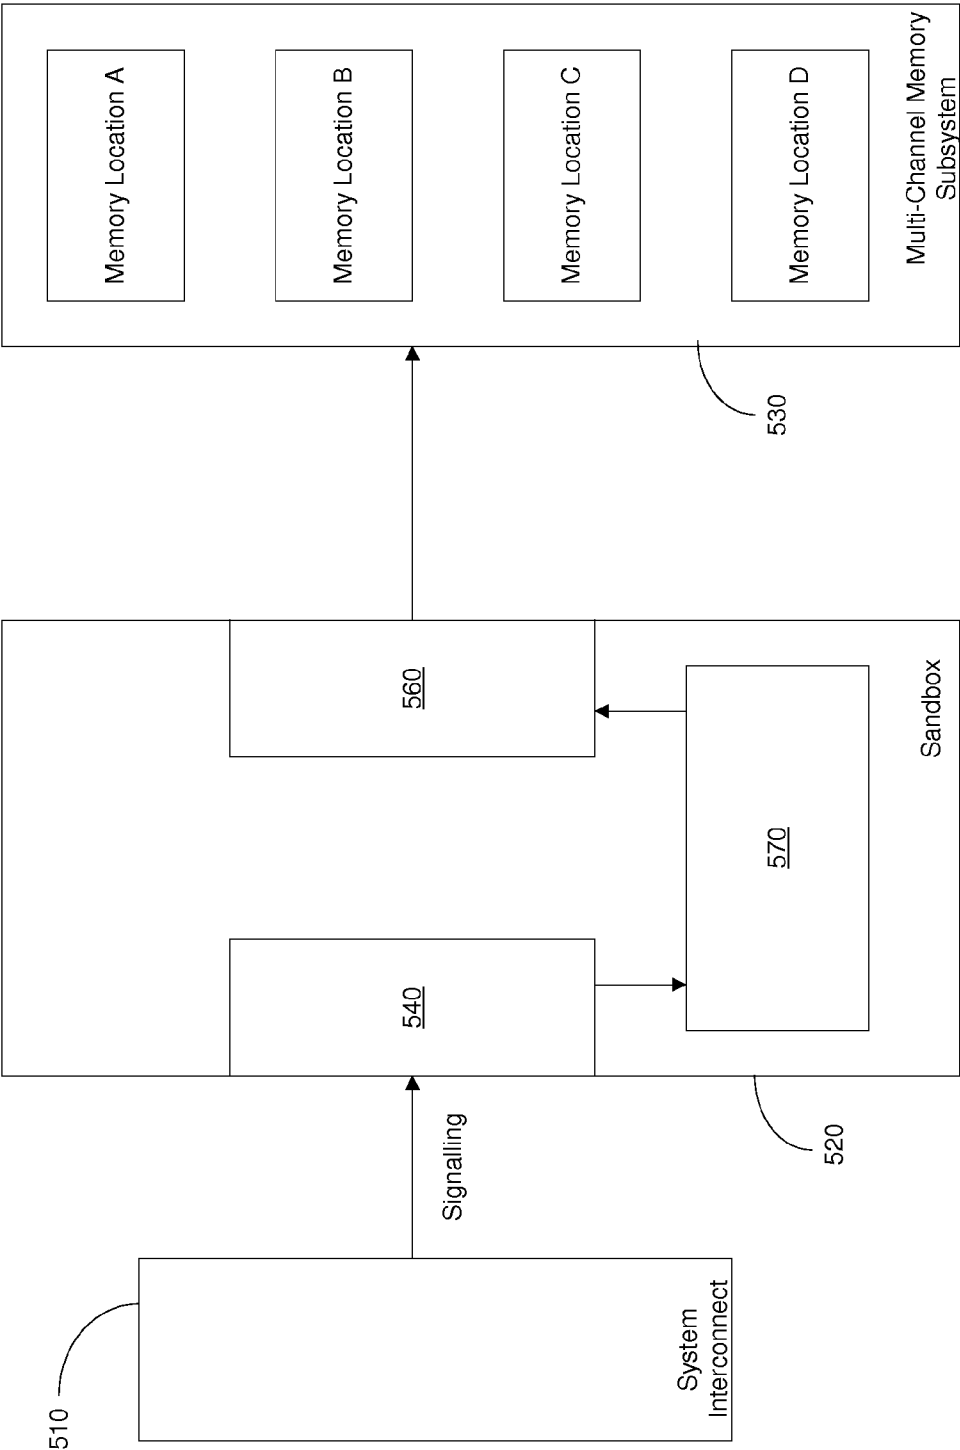 510
System
Interconnect
Signalling
520
540
570
560
Sandbox
530
Memory Location A
Memory Location B
Memory Location C
Memory Location D
Multi-Channel Memory
Subsystem